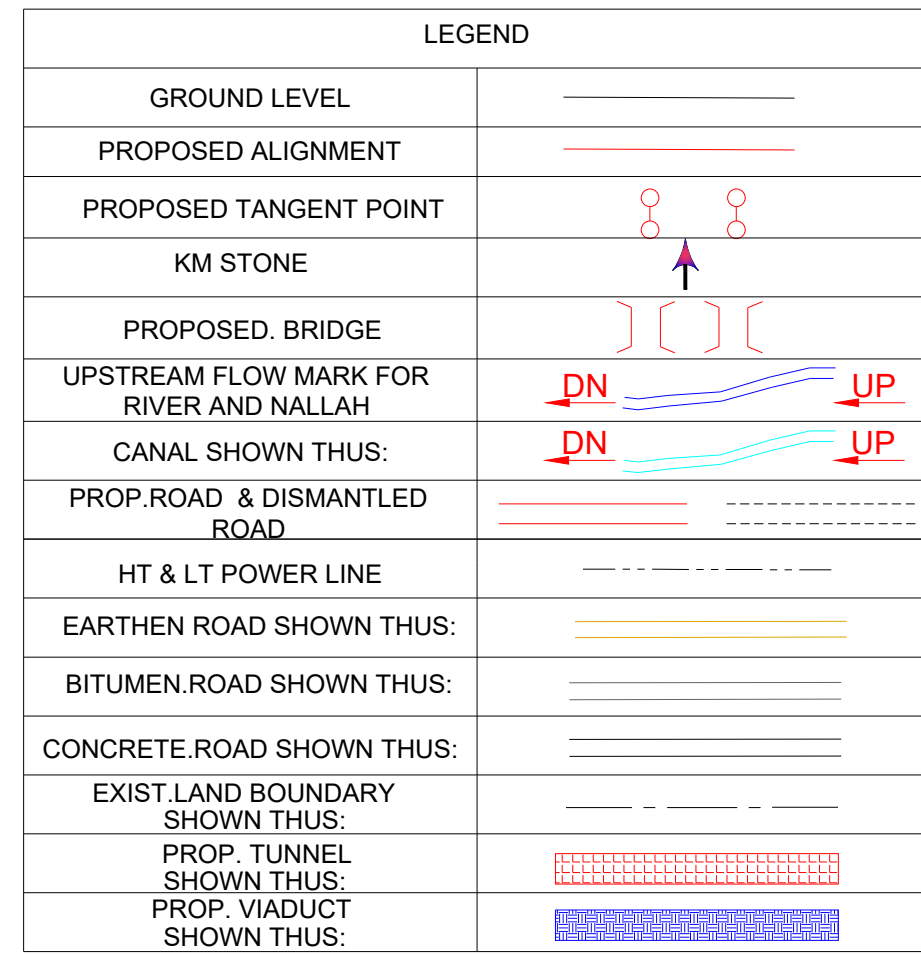 LEGEND
GROUND LEVEL
PROPOSED ALIGNMENT
PROPOSED TANGENT POINT
KM STONE
PROPOSED. BRIDGE
UPSTREAM FLOW MARK FOR
RIVER AND NALLAH
DN UP
CANAL SHOWN THUS:
DN UP
PROP.ROAD & DISMANTLED
ROAD
HT & LT POWER LINE
EARTHEN ROAD SHOWN THUS:
BITUMEN.ROAD SHOWN THUS:
CONCRETE.ROAD SHOWN THUS:
EXIST.LAND BOUNDARY
SHOWN THUS:
PROP. TUNNEL
SHOWN THUS:
PROP. VIADUCT
SHOWN THUS: